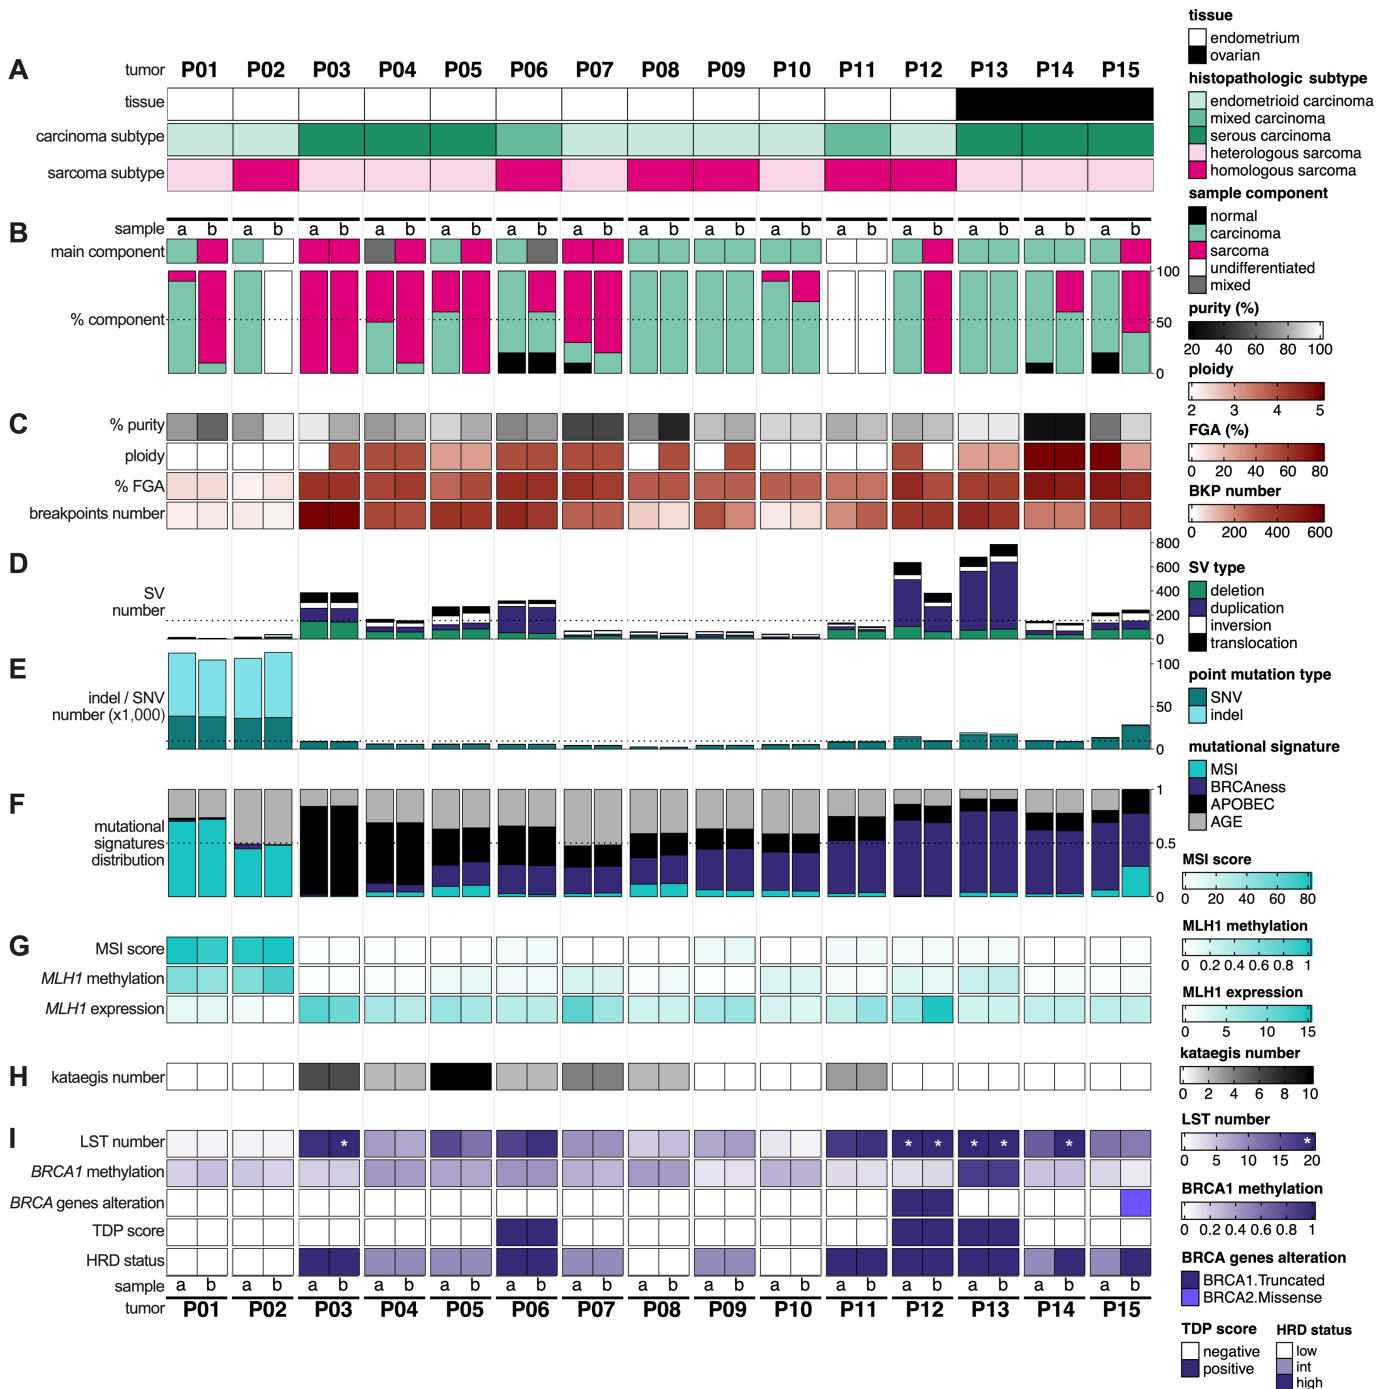 A
tumor P01 P02 P03 P04 P05 P06 P07 P08 P09 P10 P11 P12 P13 P14 P15
tissue
carcinoma subtype
sarcoma subtype
B
sample a b a b a b a b a b a b a b a b a b a b a b a b a b a b a b
main component
% component
100
50
0
C
% purity
ploidy
% FGA
breakpoints number
D
SV
number
800
600
400
200
0
E
indel / SNV
number (x1,000)
100
50
0
F
mutational
signatures
distribution
1
0.5
0
G
MSI score
MLH1 methylation
MLH1 expression
H
kataegis number
I
LST number * * * * * *
BRCA1 methylation
BRCA genes alteration
TDP score
HRD status
sample a b a b a b a b a b a b a b a b a b a b a b a b a b a b a b
tumor P01 P02 P03 P04 P05 P06 P07 P08 P09 P10 P11 P12 P13 P14 P15
tissue
endometrium
ovarian
histopathologic subtype
endometrioid carcinoma
mixed carcinoma
serous carcinoma
heterologous sarcoma
homologous sarcoma
sample component
normal
carcinoma
sarcoma
undifferentiated
mixed
purity (%)
20 40 60 80 100
ploidy
2 3 4 5
FGA (%)
0 20 40 60 80
BKP number
0 200 400 600
SV type
deletion
duplication
inversion
translocation
point mutation type
SNV
indel
mutational signature
MSI
BRCAness
APOBEC
AGE
MSI score
0 20 40 60 80
MLH1 methylation
0 0.2 0.4 0.6 0.8 1
MLH1 expression
0 5 10 15
kataegis number
0 2 4 6 8 10
LST number
*
0 5 10 15 20
BRCA1 methylation
0 0.2 0.4 0.6 0.8 1
BRCA genes alteration
BRCA1.Truncated
BRCA2.Missense
TDP score
negative
positive
HRD status
low
int
high